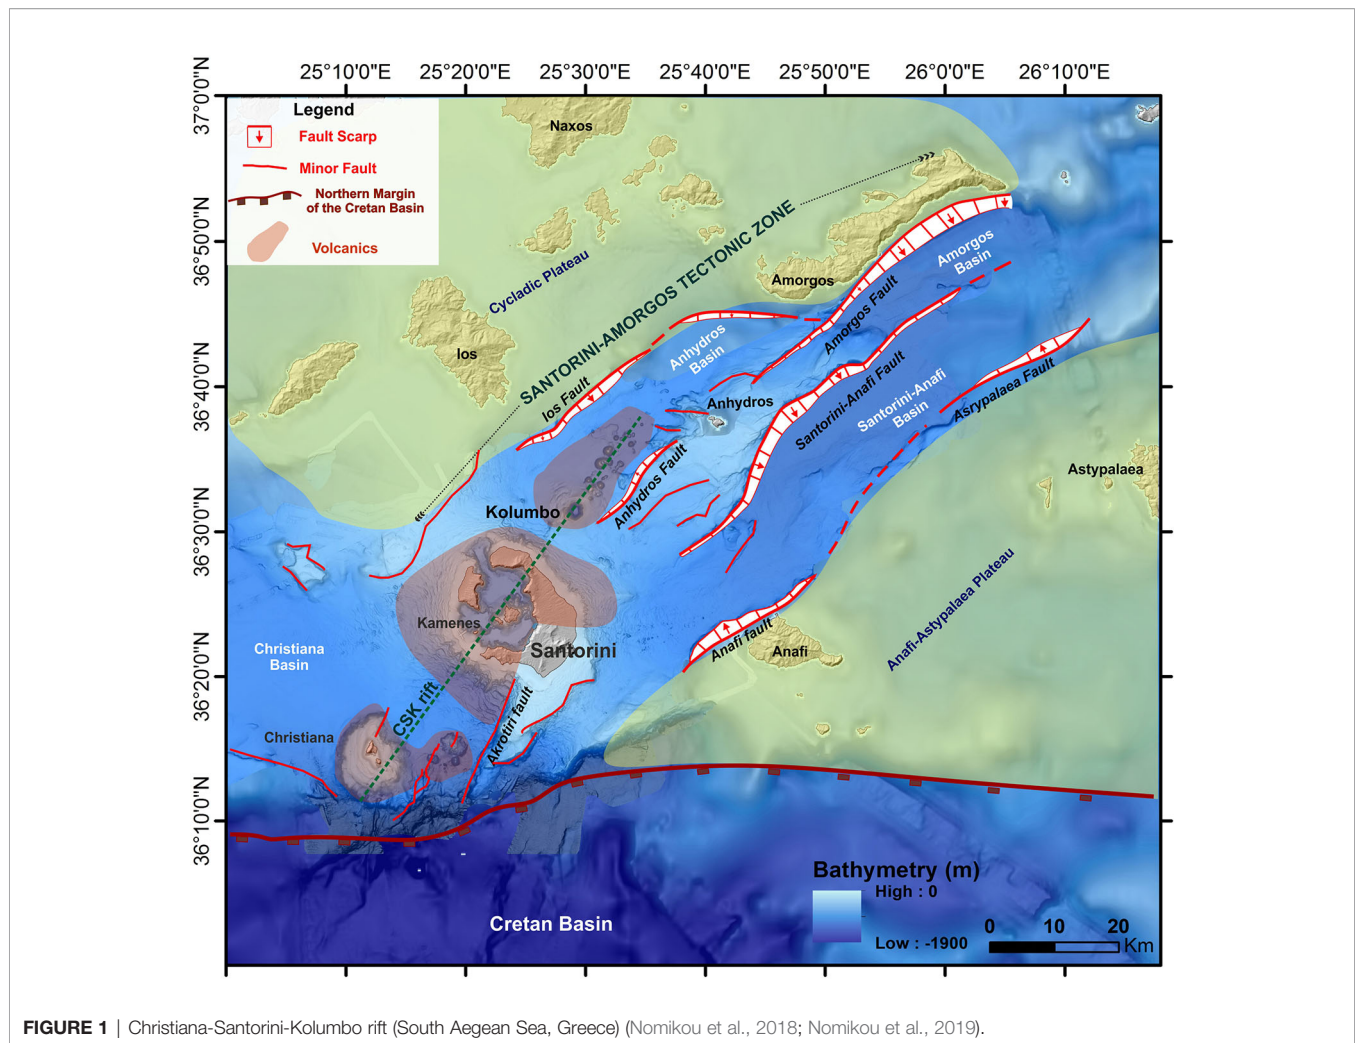 25°10'0"E 25°20'0"E 25°30'0"E 25°40'0"E 25°50'0"E 26°0'0"E 26°10'0"E
37°0'0"N
36°50'0"N
36°40'0"N
36°30'0"N
36°20'0"N
36°10'0"N
Legend
Fault Scarp
Minor Fault
Northern Margin
of the Cretan Basin
Volcanics
Naxos
Cycladic Plateau
SANTORINI-AMORGOS TECTONIC ZONE
Amorgos
Amorgos
Basin
Amorgos Fault
Ios
Ios Fault
Anhydros
Basin
Anhydros
Santorini-Anafi Fault
Santorini-Anafi
Basin
Asrypalaea Fault
Astypalaea
Anhydros Fault
Kolumbo
Kamenes
Santorini
Anafi fault
Anafi
Anafi-Astypalaea Plateau
Christiana
Basin
CSK rift
Christiana
Akrotiri fault
Cretan Basin
Bathymetry (m)
High : 0
Low : -1900
0 10 20
Km
FIGURE 1 | Christiana-Santorini-Kolumbo rift (South Aegean Sea, Greece) (Nomikou et al., 2018; Nomikou et al., 2019).